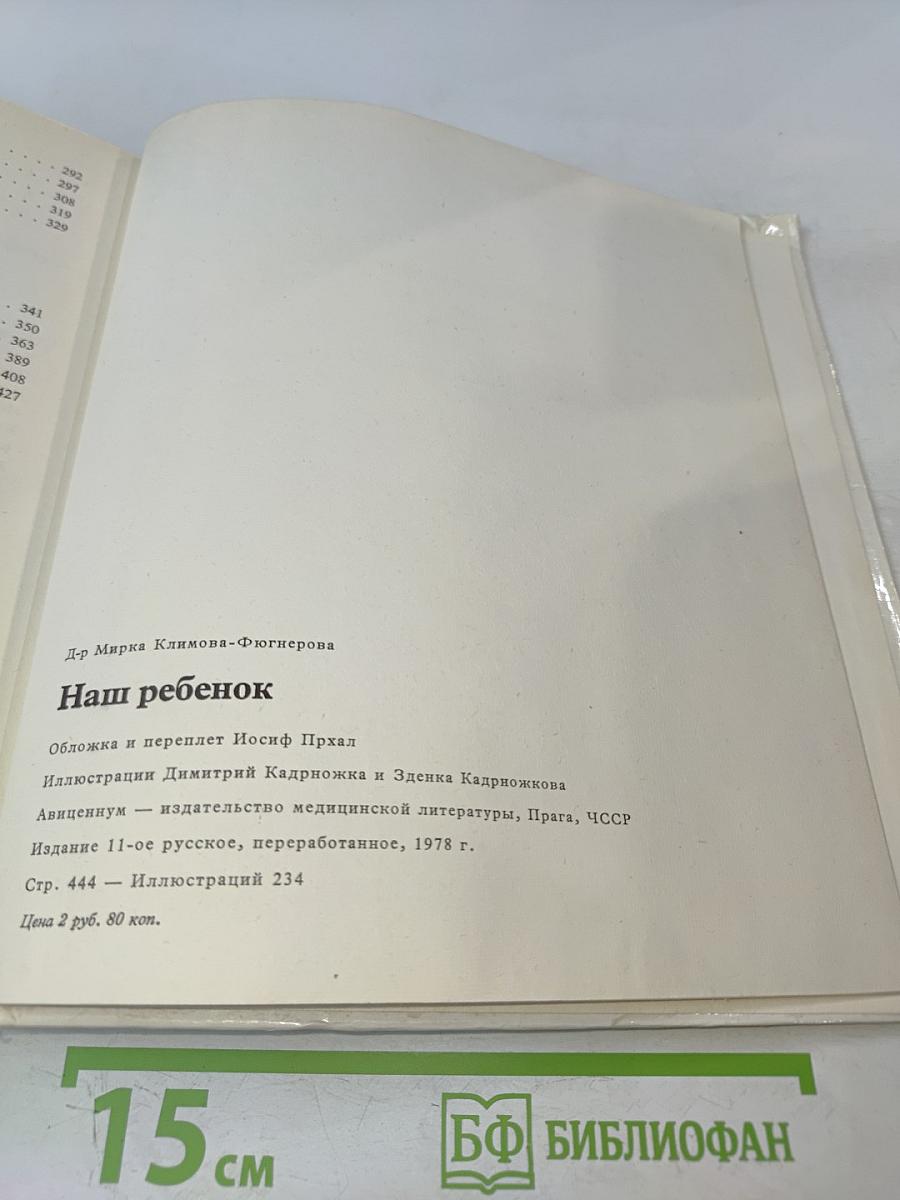 292
297
308
319
329
341
350
363
389
408
427
Д-р Мирка Климова-Фюгнерова
Наш ребенок
Обложка и переплет Иосиф Прхал
Иллюстрации Димитрий Кадрножка и Зденка Кадрножкова
Авиценнум — издательство медицинской литературы, Прага, ЧССР
Издание 11-ое русское, переработанное, 1978 г.
Стр. 444 — Иллюстраций 234
Цена 2 руб. 80 коп.
15 см
БФ БИБЛИОФАН